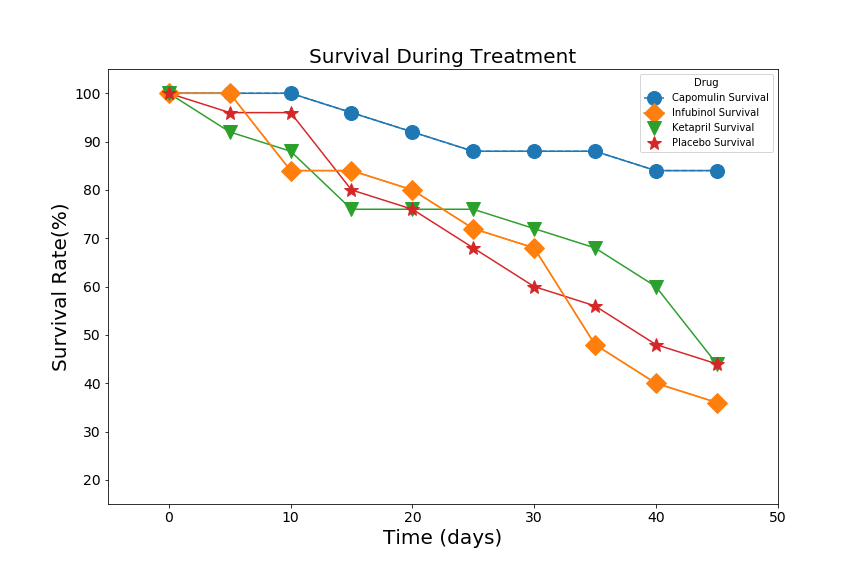 Survival During Treatment
Drug
Capomulin Survival
Infubinol Survival
Ketapril Survival
Placebo Survival
Survival Rate(%)
100
90
80
70
60
50
40
30
20
0 10 20 30 40 50
Time (days)